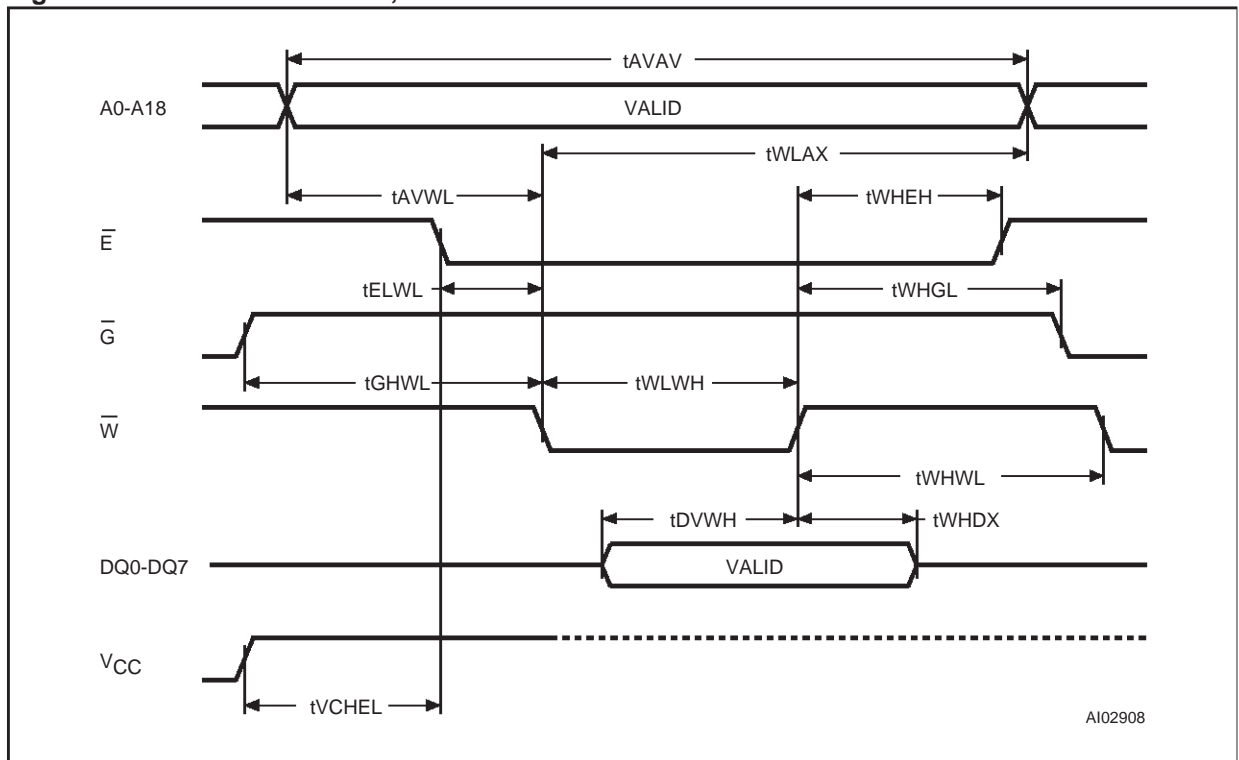 tAVAV
A0-A18
VALID
tWLAX
tAVWL
tWHEH
E
tELWL
tWHGL
G
tGHWL
tWLWH
W
tWHWL
tDVWH
tWHDX
DQ0-DQ7
VALID
VCC
tVCHEL
AI02908